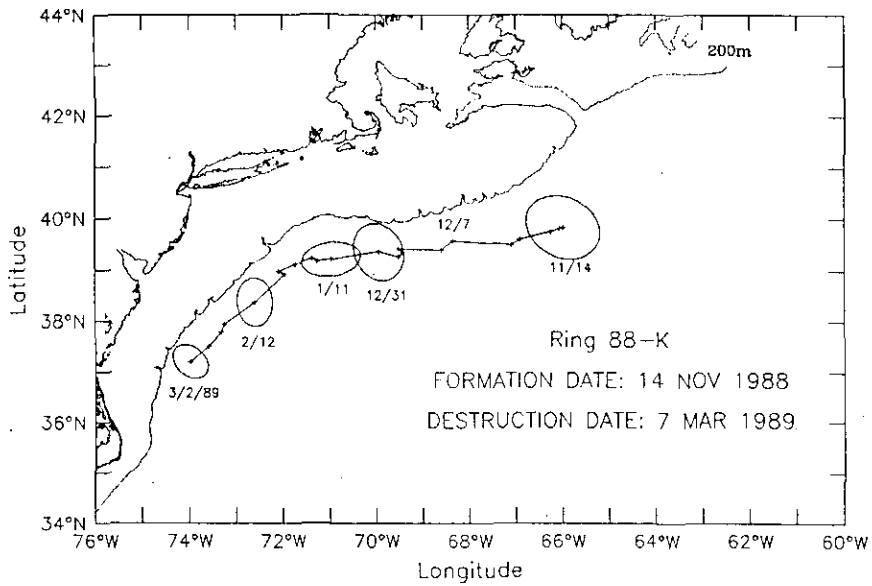 44°N
42°N
40°N
38°N
36°N
34°N
Latitude
200m
12/7
11/14
12/31
1/11
2/12
3/2/89
Ring 88-K
FORMATION DATE: 14 NOV 1988
DESTRUCTION DATE: 7 MAR 1989
76°W 74°W 72°W 70°W 68°W 66°W 64°W 62°W 60°W
Longitude